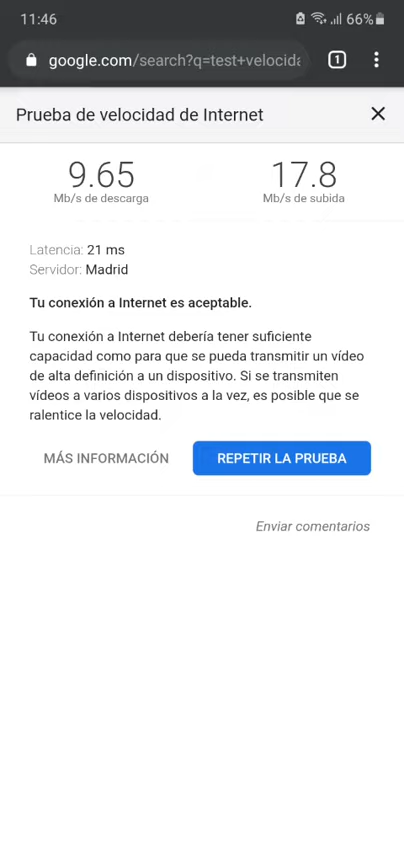 11:46
66%
google.com/search?q=test+velocida
1
Prueba de velocidad de Internet
9.65 17.8
Mb/s de descarga Mb/s de subida
Latencia: 21 ms
Servidor: Madrid
Tu conexión a Internet es aceptable.
Tu conexión a Internet debería tener suficiente
capacidad como para que se pueda transmitir un vídeo
de alta definición a un dispositivo. Si se transmiten
vídeos a varios dispositivos a la vez, es posible que se
ralentice la velocidad.
MÁS INFORMACIÓN REPETIR LA PRUEBA
Enviar comentarios